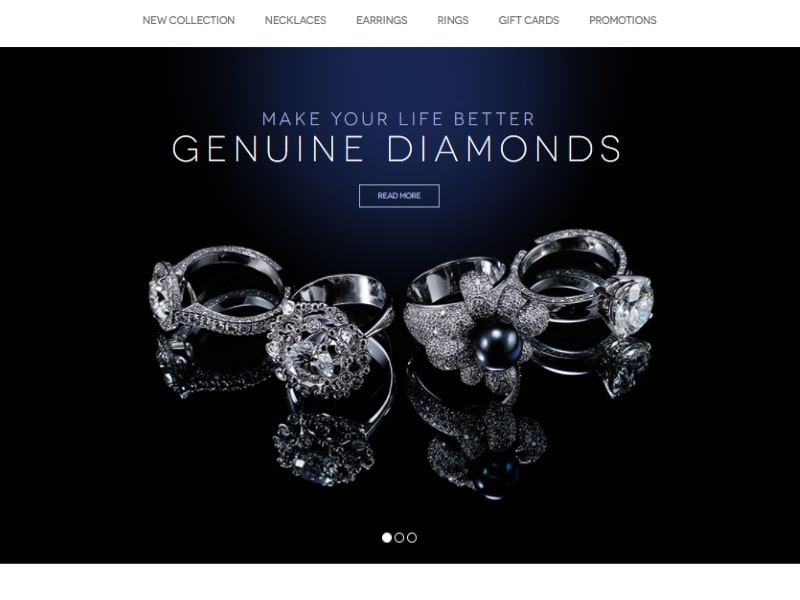 NEW COLLECTION NECKLACES EARRINGS RINGS GIFT CARDS PROMOTIONS
MAKE YOUR LIFE BETTER
GENUINE DIAMONDS
READ MORE